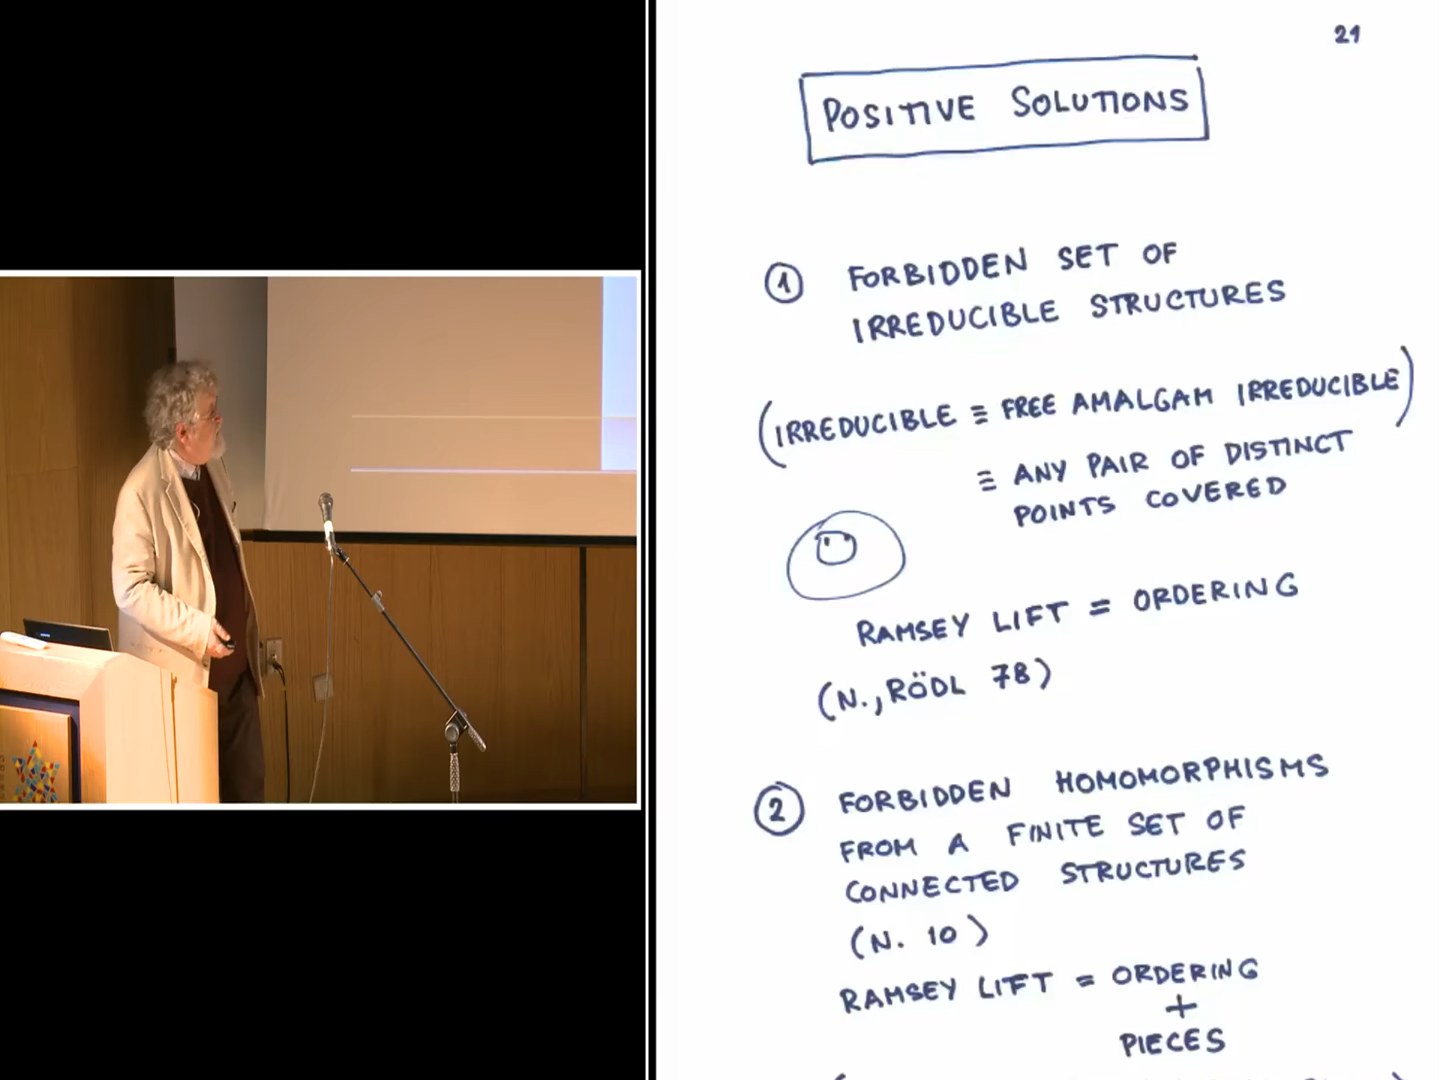 21
POSITIVE SOLUTIONS
1 FORBIDDEN SET OF
IRREDUCIBLE STRUCTURES
(IRREDUCIBLE ≡ FREE AMALGAM IRREDUCIBLE)
≡ ANY PAIR OF DISTINCT
POINTS COVERED
RAMSEY LIFT = ORDERING
(N., RÖDL 78)
2 FORBIDDEN HOMOMORPHISMS
FROM A FINITE SET OF
CONNECTED STRUCTURES
(N. 10)
RAMSEY LIFT = ORDERING
+
PIECES